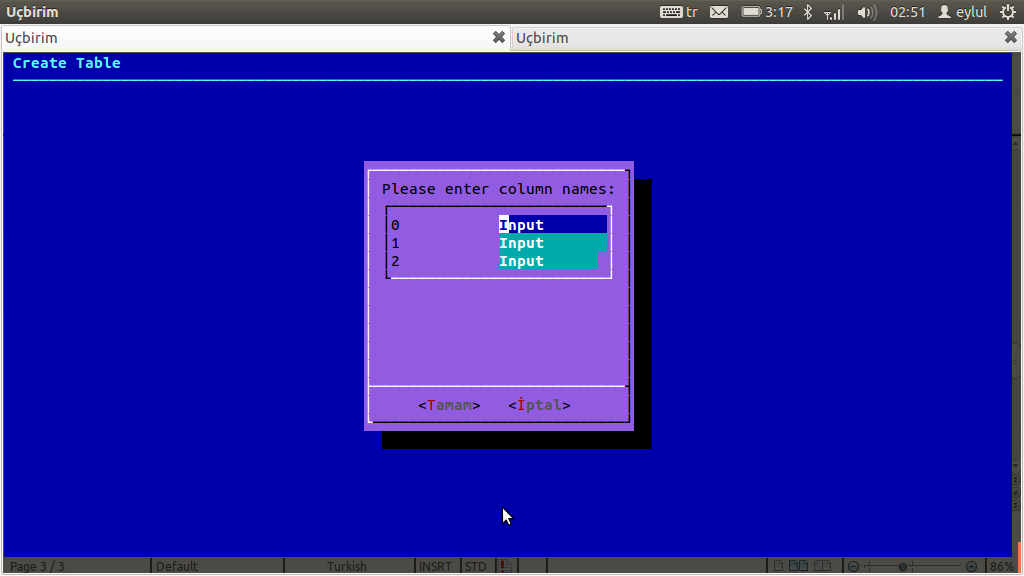 Uçbirim tr 3:17 02:51 eylul
Uçbirim Uçbirim
Create Table
Please enter column names:
0 Input
1 Input
2 Input
<Tamam> <İptal>
Page 3 / 3 Default Turkish INSRT STD 86%